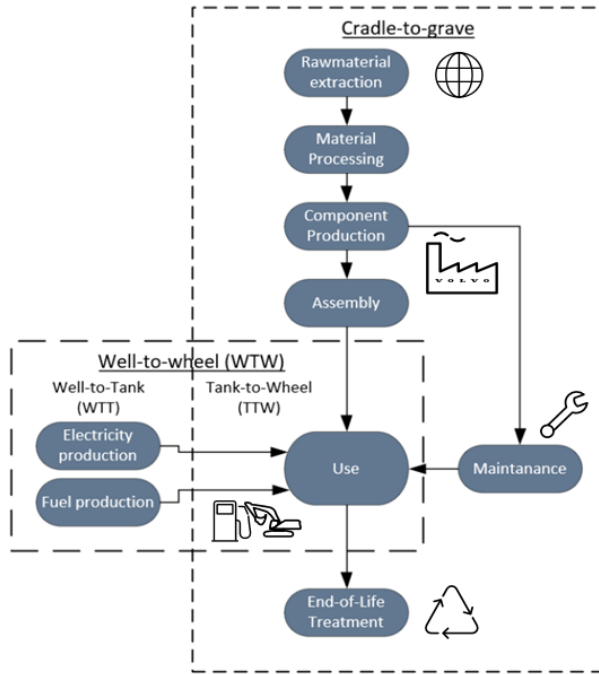 Cradle-to-grave
Rawmaterial
extraction
Material
Processing
Component
Production
VOLVO
Assembly
Well-to-wheel (WTW)
Well-to-Tank
(WTT)
Tank-to-Wheel
(TTW)
Electricity
production
Use
Maintanance
Fuel production
End-of-Life
Treatment